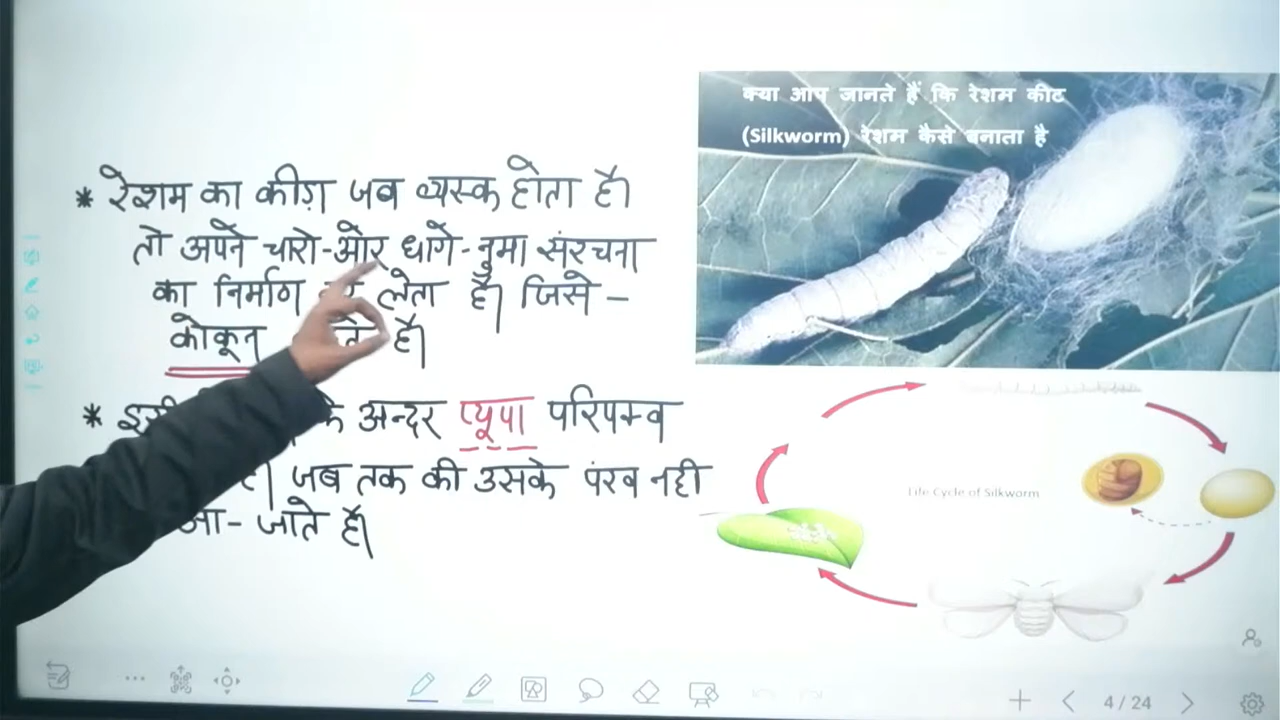 क्या आप जानते हैं कि रेशम कीट
(Silkworm) रेशम कैसे बनाता है
* रेशम का कीड़ा जब व्यस्क होता है।
तो अपने चारो-ओर धागे-नुमा संरचना
का निर्माण लेता है। जिसे -
कोकून है।
* के अन्दर प्यूपा परिपक्व
है। जब तक की उसके पंख नही
आ- जाते है।
Life Cycle of Silkworm
4 / 24